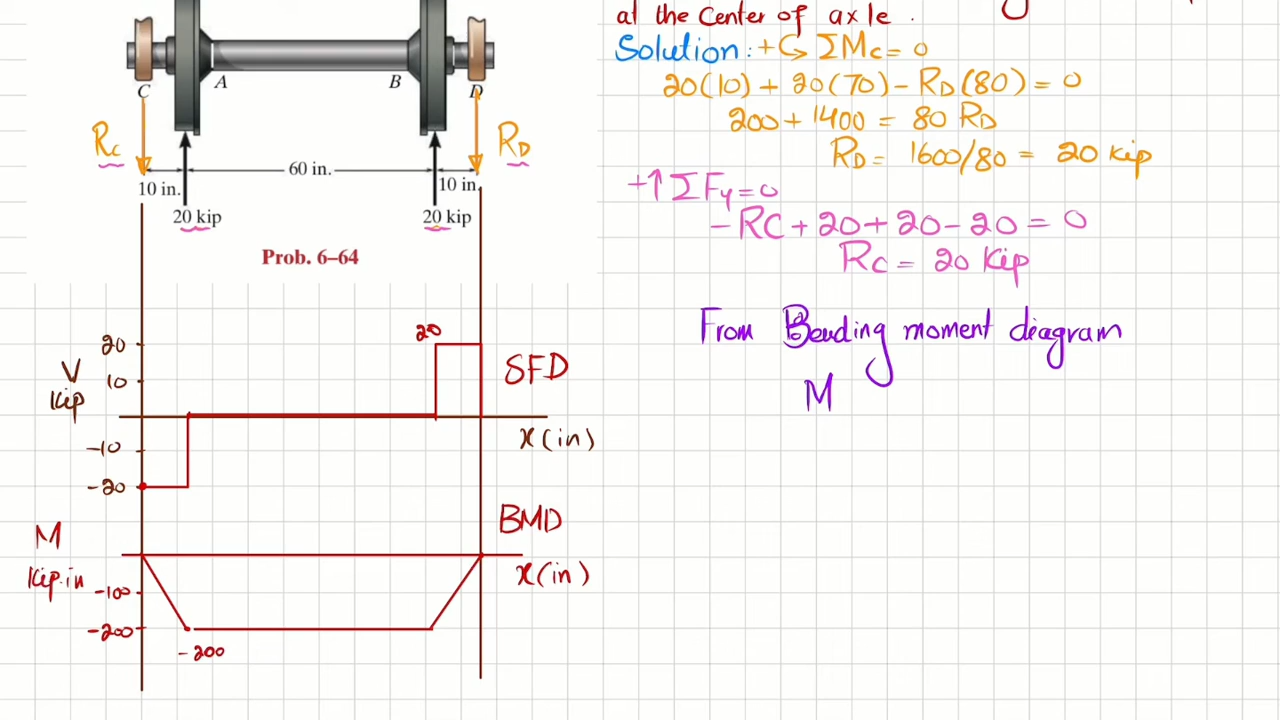 at the Center of axle .
Solution : +↺ ΣMc = 0
20(10) + 20(70) - RD(80) = 0
200 + 1400 = 80 RD
RD = 1600/80 = 20 kip
+↑ ΣFy = 0
- RC + 20 + 20 - 20 = 0
Rc = 20 Kip
From Bending moment diagram
M
C
A
B
D
Rc
RD
10 in.
60 in.
10 in.
20 kip
20 kip
Prob. 6–64
V
Kip
20
10
-10
-20
20
SFD
x(in)
M
Kip.in
-100
-200
-200
BMD
x(in)